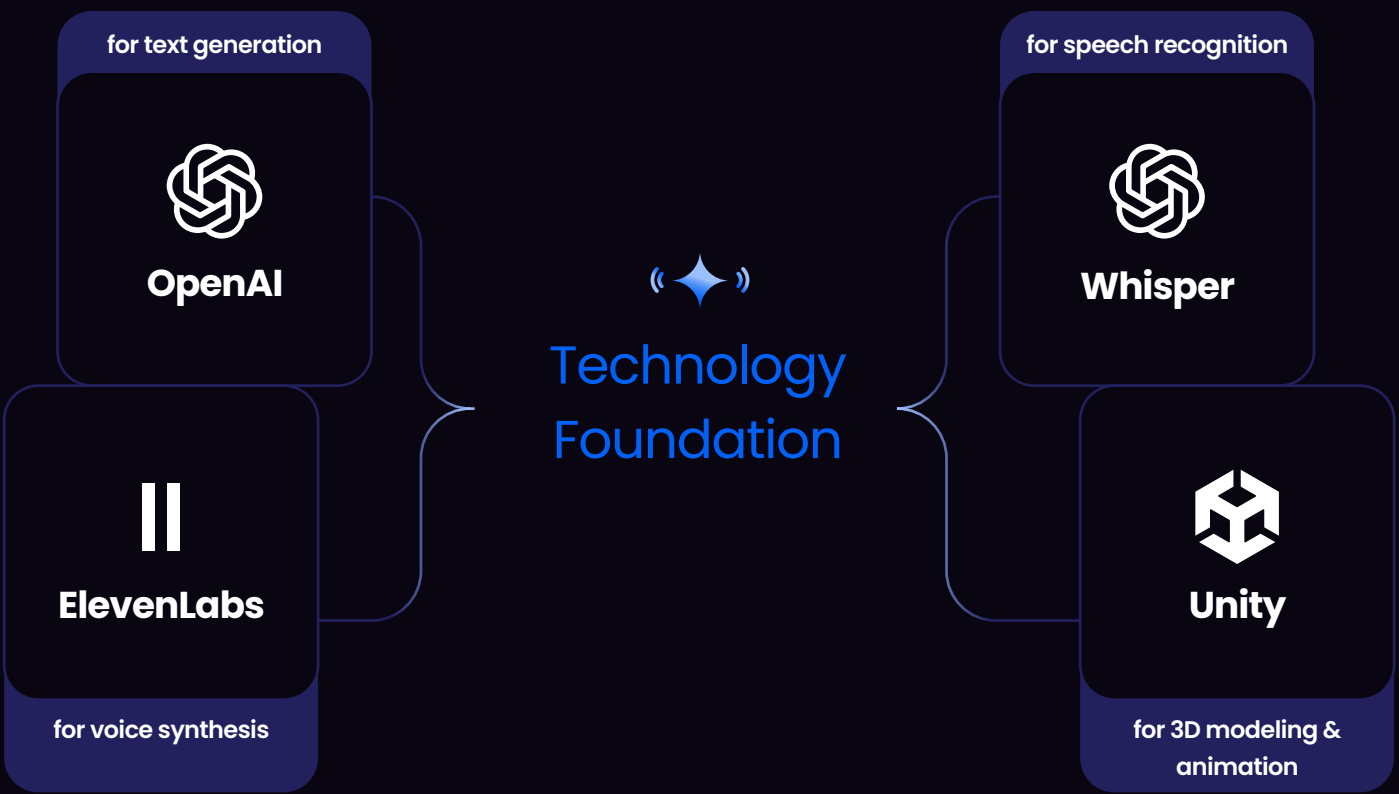 for text generation
OpenAI
ElevenLabs
for voice synthesis
Technology
Foundation
for speech recognition
Whisper
Unity
for 3D modeling &
animation